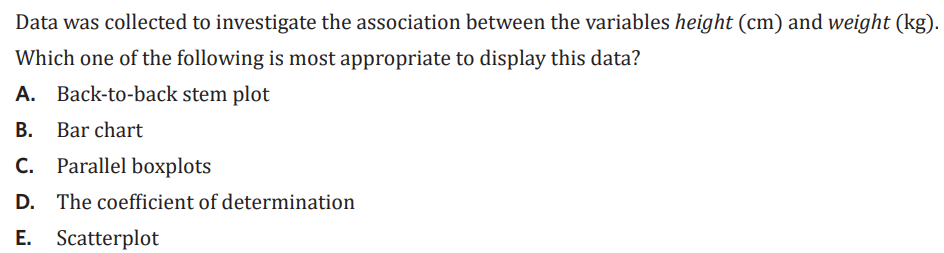 Data was collected to investigate the association between the variables height (cm) and weight (kg).
Which one of the following is most appropriate to display this data?
A. Back-to-back stem plot
B. Bar chart
C. Parallel boxplots
D. The coefficient of determination
E. Scatterplot